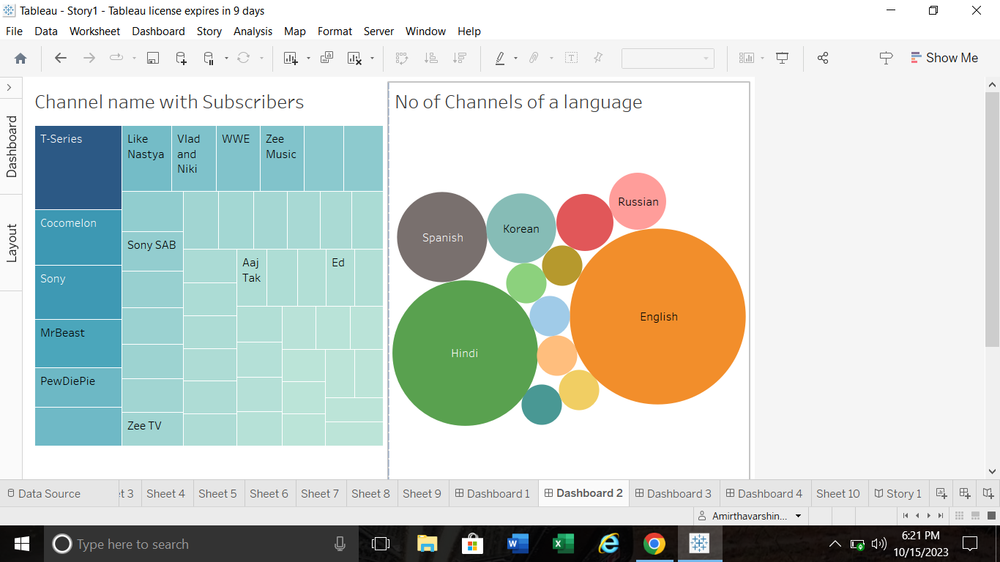 Tableau - Story1 - Tableau license expires in 9 days
File Data Worksheet Dashboard Story Analysis Map Format Server Window Help
Show Me
Dashboard
Layout
Channel name with Subscribers
T-Series
Like
Nastya
Vlad
and
Niki
WWE
Zee
Music
Cocomelon
Sony SAB
Sony
Aaj
Tak
Ed
MrBeast
PewDiePie
Zee TV
No of Channels of a language
Russian
Korean
Spanish
English
Hindi
Data Source
t 3
Sheet 4
Sheet 5
Sheet 6
Sheet 7
Sheet 8
Sheet 9
Dashboard 1
Dashboard 2
Dashboard 3
Dashboard 4
Sheet 10
Story 1
Amirthavarshin...
Type here to search
6:21 PM
10/15/2023